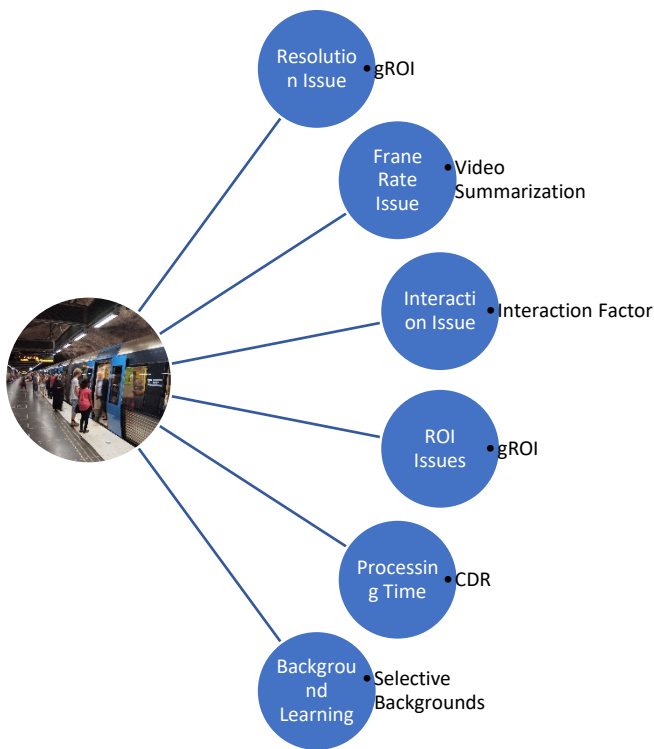 Resolutio
n Issue
• gROI
Frane
Rate
Issue
• Video
Summarization
Interacti
on Issue
• Interaction Factor
ROI
Issues
• gROI
Processin
g Time
• CDR
Backgrou
nd
Learning
• Selective
Backgrounds